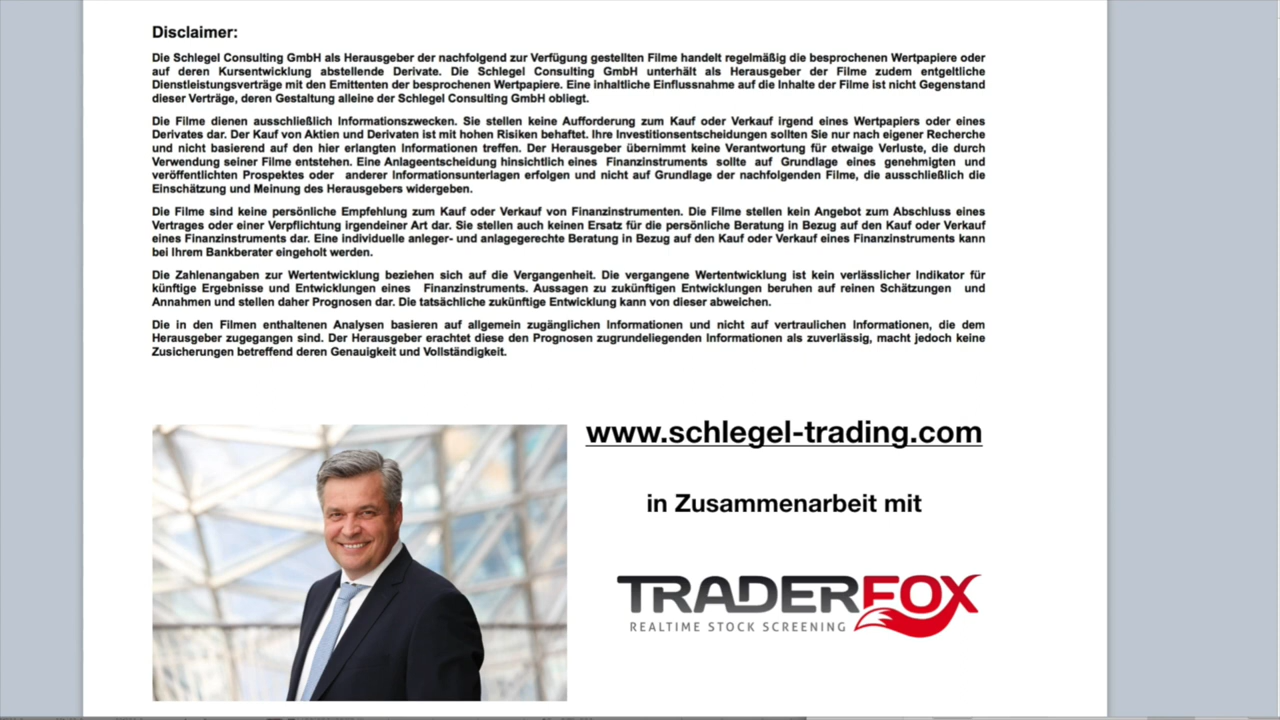 Disclaimer:
Die Schlegel Consulting GmbH als Herausgeber der nachfolgend zur Verfügung gestellten Filme handelt regelmäßig die besprochenen Wertpapiere oder
auf deren Kursentwicklung abstellende Derivate. Die Schlegel Consulting GmbH unterhält als Herausgeber der Filme zudem entgeltliche
Dienstleistungsverträge mit den Emittenten der besprochenen Wertpapiere. Eine inhaltliche Einflussnahme auf die Inhalte der Filme ist nicht Gegenstand
dieser Verträge, deren Gestaltung alleine der Schlegel Consulting GmbH obliegt.
Die Filme dienen ausschließlich Informationszwecken. Sie stellen keine Aufforderung zum Kauf oder Verkauf irgend eines Wertpapiers oder eines
Derivates dar. Der Kauf von Aktien und Derivaten ist mit hohen Risiken behaftet. Ihre Investitionsentscheidungen sollten Sie nur nach eigener Recherche
und nicht basierend auf den hier erlangten Informationen treffen. Der Herausgeber übernimmt keine Verantwortung für etwaige Verluste, die durch
Verwendung seiner Filme entstehen. Eine Anlageentscheidung hinsichtlich eines Finanzinstruments sollte auf Grundlage eines genehmigten und
veröffentlichten Prospektes oder anderer Informationsunterlagen erfolgen und nicht auf Grundlage der nachfolgenden Filme, die ausschließlich die
Einschätzung und Meinung des Herausgebers widergeben.
Die Filme sind keine persönliche Empfehlung zum Kauf oder Verkauf von Finanzinstrumenten. Die Filme stellen kein Angebot zum Abschluss eines
Vertrages oder einer Verpflichtung irgendeiner Art dar. Sie stellen auch keinen Ersatz für die persönliche Beratung in Bezug auf den Kauf oder Verkauf
eines Finanzinstruments dar. Eine individuelle anleger- und anlagegerechte Beratung in Bezug auf den Kauf oder Verkauf eines Finanzinstruments kann
bei Ihrem Bankberater eingeholt werden.
Die Zahlenangaben zur Wertentwicklung beziehen sich auf die Vergangenheit. Die vergangene Wertentwicklung ist kein verlässlicher Indikator für
künftige Ergebnisse und Entwicklungen eines Finanzinstruments. Aussagen zu zukünftigen Entwicklungen beruhen auf reinen Schätzungen und
Annahmen und stellen daher Prognosen dar. Die tatsächliche zukünftige Entwicklung kann von dieser abweichen.
Die in den Filmen enthaltenen Analysen basieren auf allgemein zugänglichen Informationen und nicht auf vertraulichen Informationen, die dem
Herausgeber zugegangen sind. Der Herausgeber erachtet diese den Prognosen zugrundeliegenden Informationen als zuverlässig, macht jedoch keine
Zusicherungen betreffend deren Genauigkeit und Vollständigkeit.
www.schlegel-trading.com
in Zusammenarbeit mit
TRADERFOX
REALTIME STOCK SCREENING